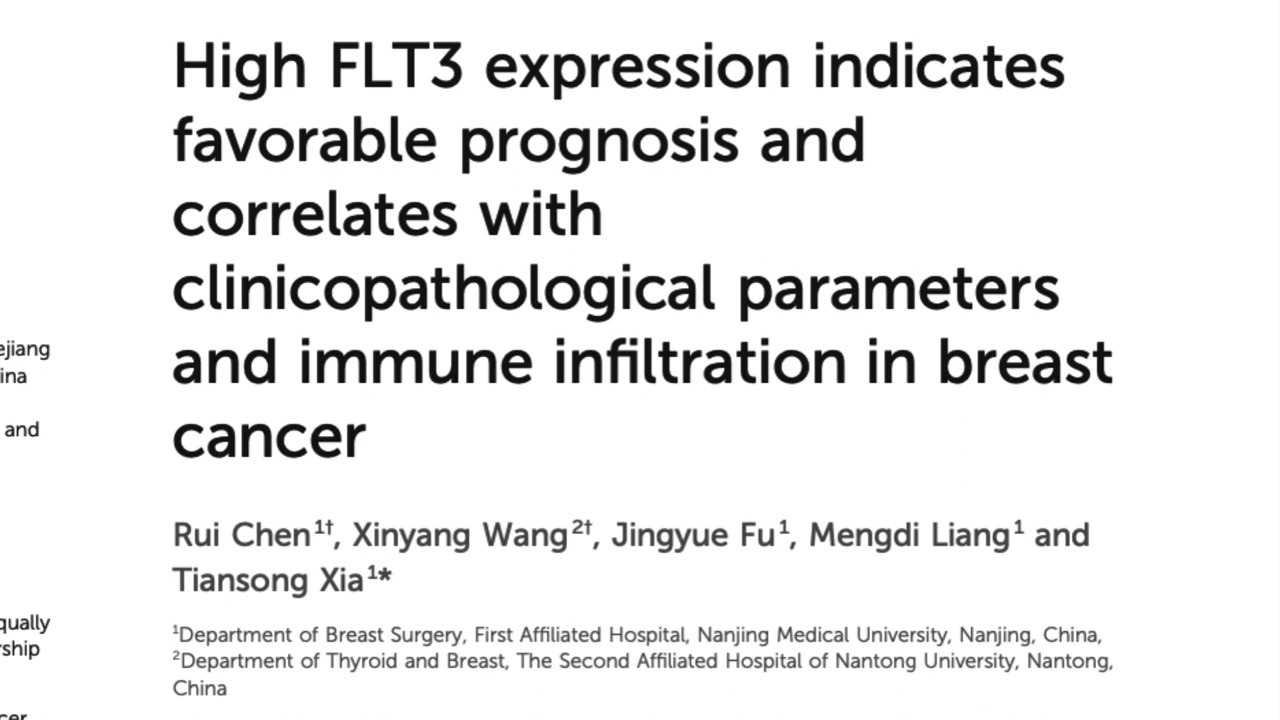 High FLT3 expression indicates
favorable prognosis and
correlates with
clinicopathological parameters
and immune infiltration in breast
cancer
Rui Chen1†, Xinyang Wang2†, Jingyue Fu1, Mengdi Liang1 and
Tiansong Xia1*
1Department of Breast Surgery, First Affiliated Hospital, Nanjing Medical University, Nanjing, China,
2Department of Thyroid and Breast, The Second Affiliated Hospital of Nantong University, Nantong,
China
ejiang
ina
and
qually
rship
cer